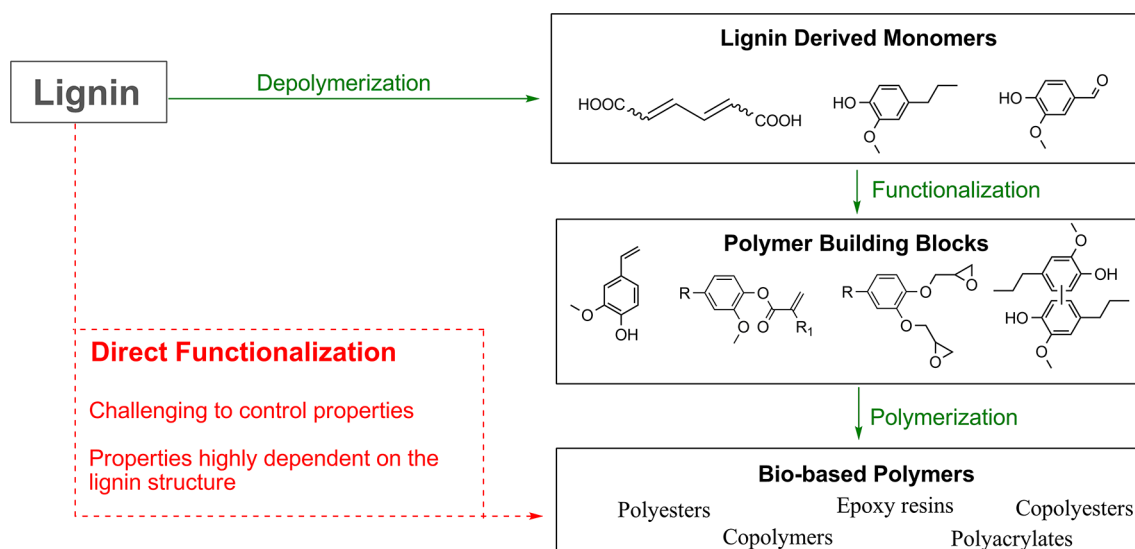 Lignin Derived Monomers
Lignin
Depolymerization
HOOC
COOH
HO
O
HO
O
O
Functionalization
Polymer Building Blocks
O
OH
R
O
O
O
R1
R
O
O
O
O
O
OH
HO
O
Direct Functionalization
Challenging to control properties
Properties highly dependent on the
lignin structure
Polymerization
Bio-based Polymers
Polyesters
Epoxy resins
Copolyesters
Copolymers
Polyacrylates